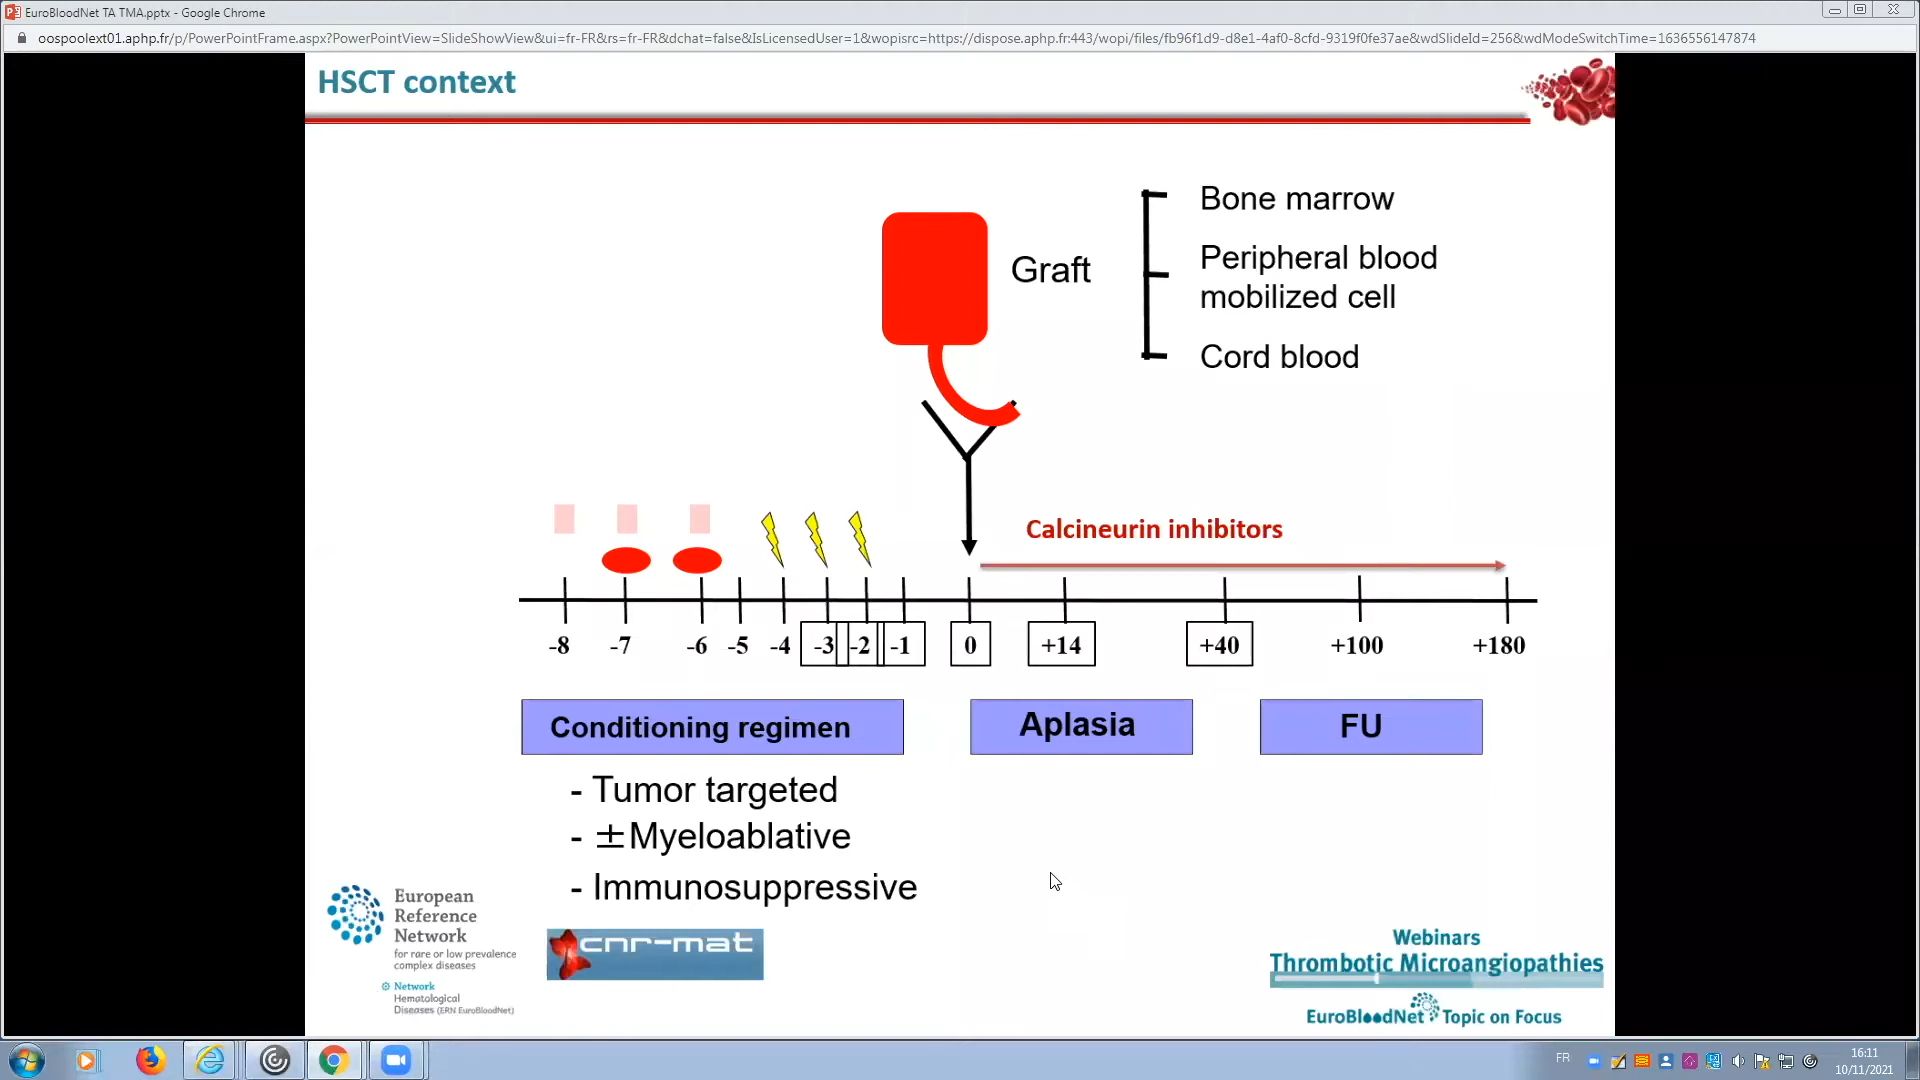 EuroBloodNet TA TMA.pptx - Google Chrome
oospoolext01.aphp.fr/p/PowerPointFrame.aspx?PowerPointView=SlideShowView&ui=fr-FR&rs=fr-FR&dchat=false&IsLicensedUser=1&wopisrc=https://dispose.aphp.fr:443/wopi/files/fb96f1d9-d8e1-4af0-8cfd-9319f0fe37ae&wdSlideId=256&wdModeSwitchTime=1636556147874
HSCT context
Bone marrow
Graft
Peripheral blood
mobilized cell
Cord blood
Calcineurin inhibitors
-8 -7 -6 -5 -4 -3 -2 -1 0 +14 +40 +100 +180
Conditioning regimen
Aplasia
FU
- Tumor targeted
- ±Myeloablative
- Immunosuppressive
European
Reference
Network
for rare or low prevalence
complex diseases
Network
Hematological
Diseases (ERN EuroBloodNet)
cnr-mat
Webinars
Thrombotic Microangiopathies
EuroBloodNet Topic on Focus
FR
16:11
10/11/2021